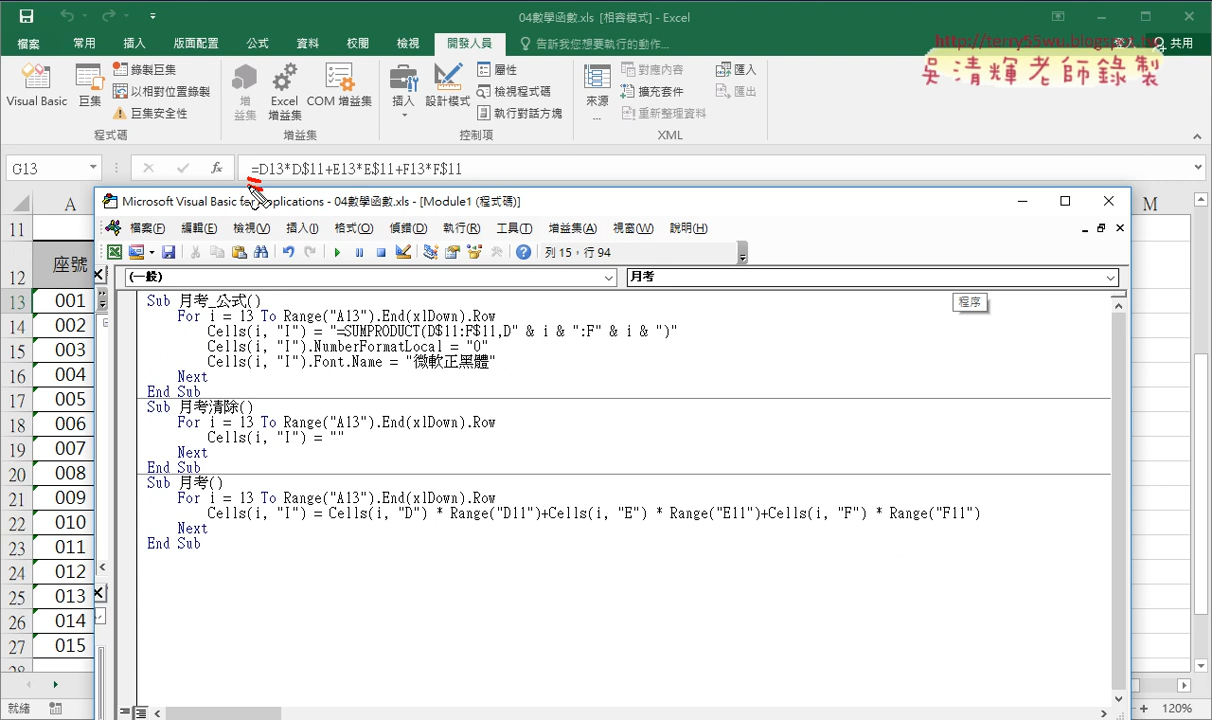 04數學函數.xls [相容模式] - Excel
檔案 常用 插入 版面配置 公式 資料 校閱 檢視 開發人員 告訴我您想要執行的動作... 登入 共用
http://terry55wu.blogspot.tw
吳清輝老師錄製
Visual Basic 巨集 錄製巨集 以相對位置錄製 巨集安全性 程式碼
增益集 Excel 增益集 COM 增益集 增益集
插入 設計模式 屬性 檢視程式碼 執行對話方塊 控制項
來源... 對應內容 擴充套件 重新整理資料 匯入 匯出 XML
G13 fx =D13*D$11+E13*E$11+F13*F$11
A M
Microsoft Visual Basic for Applications - 04數學函數.xls - [Module1 (程式碼)]
檔案(F) 編輯(E) 檢視(V) 插入(I) 格式(O) 偵錯(D) 執行(R) 工具(T) 增益集(A) 視窗(W) 說明(H)
列 15，行 94
(一般) 月考
程序
Sub 月考_公式()
For i = 13 To Range("A13").End(xlDown).Row
Cells(i, "I") = "=SUMPRODUCT(D$11:F$11,D" & i & ":F" & i & ")"
Cells(i, "I").NumberFormatLocal = "0"
Cells(i, "I").Font.Name = "微軟正黑體"
Next
End Sub
Sub 月考清除()
For i = 13 To Range("A13").End(xlDown).Row
Cells(i, "I") = ""
Next
End Sub
Sub 月考()
For i = 13 To Range("A13").End(xlDown).Row
Cells(i, "I") = Cells(i, "D") * Range("D11")+Cells(i, "E") * Range("E11")+Cells(i, "F") * Range("F11")
Next
End Sub
11
12 座號
13 001
14 002
15 003
16 004
17 005
18 006
19 007
20 008
21 009
22 010
23 011
24 012
25 013
26 014
27 015
就緒 120%